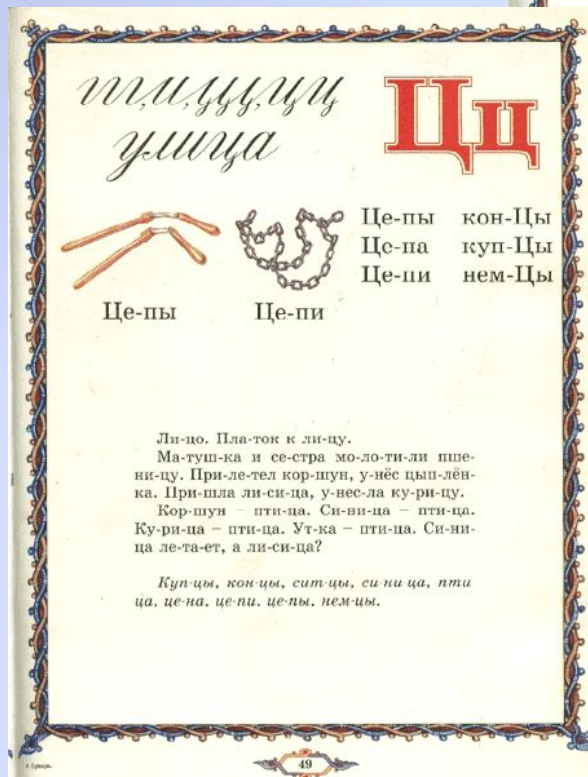 улица
Цц
Це-пы кон-Цы
Це-на куп-Цы
Це-пи нем-Цы
Це-пы Це-пи
Ли-цо. Пла-ток к ли-цу.
Ма-туш-ка и се-стра мо-ло-ти-ли пше-
ни-цу. При-ле-тел кор-шун, у-нёс цып-лён-
ка. При-шла ли-си-ца, у-нес-ла ку-ри-цу.
Кор-шун – пти-ца. Си-ни-ца – пти-ца.
Ку-ри-ца – пти-ца. Ут-ка – пти-ца. Си-ни-
ца ле-та-ет, а ли-си-ца?
Куп-цы, кон-цы, сит-цы, си-ни-ца, пти
ца, це-на, це-пи, це-пы, нем-цы.
49